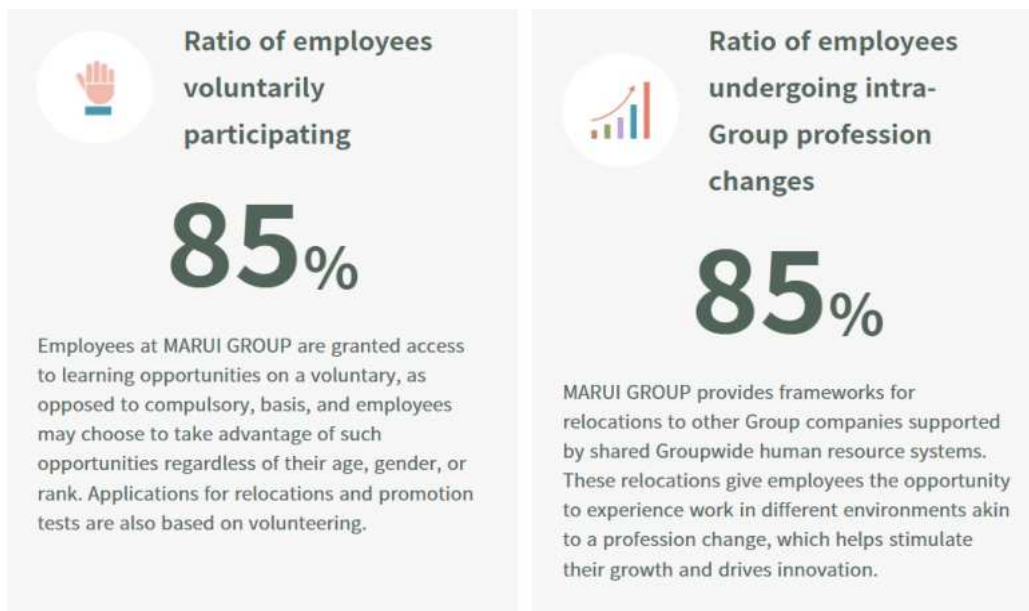 Ratio of employees
voluntarily
participating
85%
Employees at MARUI GROUP are granted access
to learning opportunities on a voluntary, as
opposed to compulsory, basis, and employees
may choose to take advantage of such
opportunities regardless of their age, gender, or
rank. Applications for relocations and promotion
tests are also based on volunteering.
Ratio of employees
undergoing intra-
Group profession
changes
85%
MARUI GROUP provides frameworks for
relocations to other Group companies supported
by shared Groupwide human resource systems.
These relocations give employees the opportunity
to experience work in different environments akin
to a profession change, which helps stimulate
their growth and drives innovation.